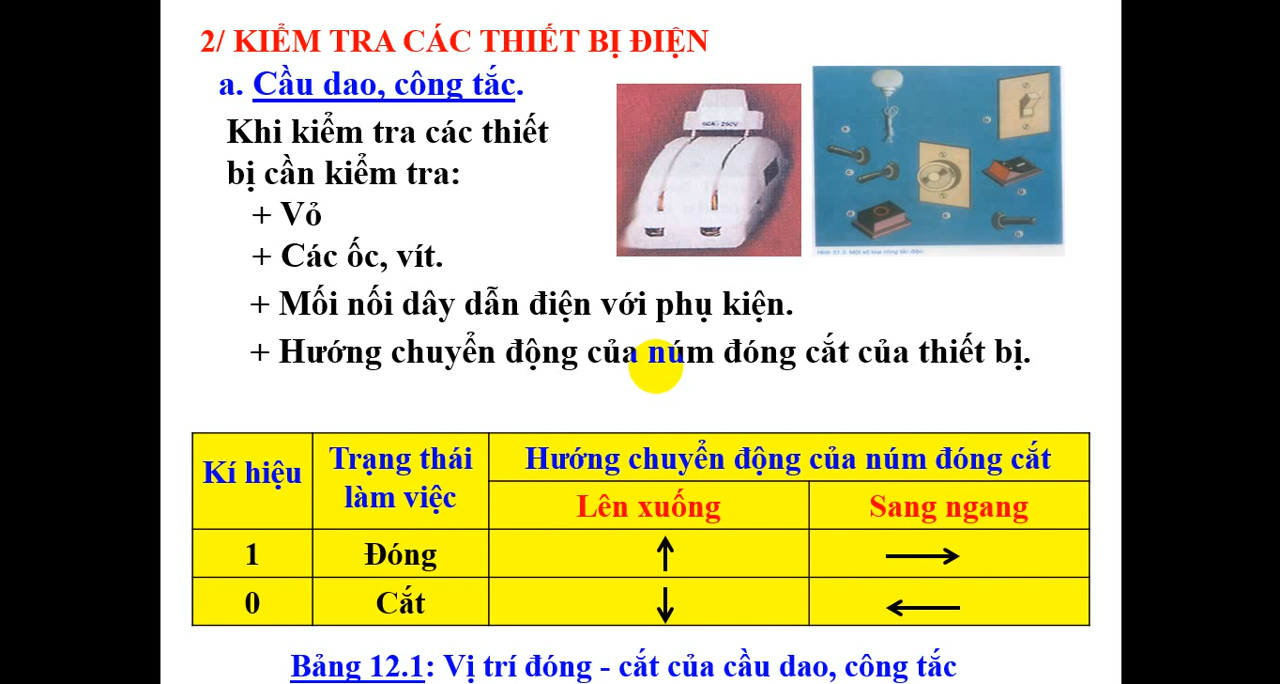 2/ KIỂM TRA CÁC THIẾT BỊ ĐIỆN
a. Cầu dao, công tắc.
Khi kiểm tra các thiết
bị cần kiểm tra:
+ Vỏ
+ Các ốc, vít.
+ Mối nối dây dẫn điện với phụ kiện.
+ Hướng chuyển động của núm đóng cắt của thiết bị.
Kí hiệu
Trạng thái
làm việc
Hướng chuyển động của núm đóng cắt
Lên xuống
Sang ngang
1
Đóng
↑
→
0
Cắt
↓
←
Bảng 12.1: Vị trí đóng - cắt của cầu dao, công tắc